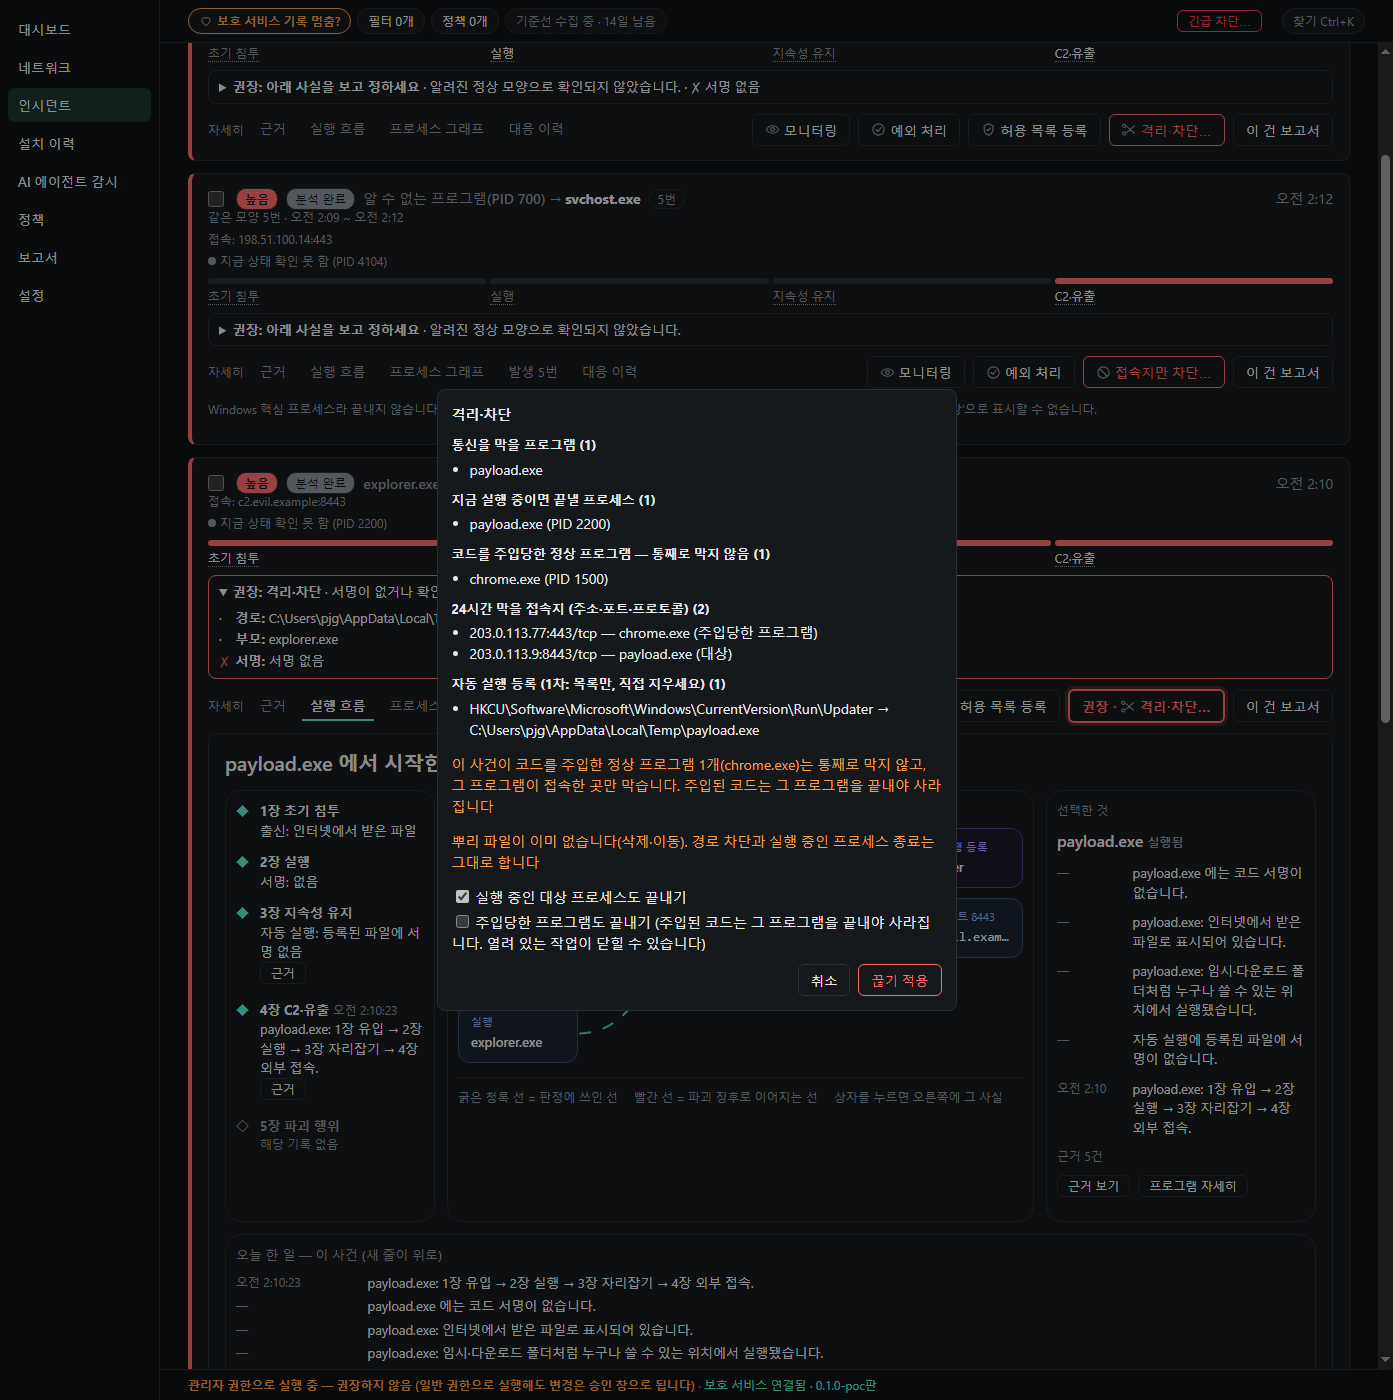 대시보드
네트워크
인시던트
설치 이력
AI 에이전트 감시
정책
보고서
설정
보호 서비스 기록 멈춤?
필터 0개
정책 0개
기준선 수집 중 · 14일 남음
긴급 차단...
찾기 Ctrl+K
초기 침투
실행
지속성 유지
C2·유출
▶ 권장: 아래 사실을 보고 정하세요 · 알려진 정상 모양으로 확인되지 않았습니다. · ✗ 서명 없음
자세히 근거 실행 흐름 프로세스 그래프 대응 이력
모니터링
예외 처리
허용 목록 등록
격리·차단...
이 건 보고서
높음 분석 완료 알 수 없는 프로그램(PID 700) → svchost.exe 5번
오전 2:12
같은 모양 5번 · 오전 2:09 ~ 오전 2:12
접속: 198.51.100.14:443
지금 상태 확인 못 함 (PID 4104)
초기 침투
실행
지속성 유지
C2·유출
▶ 권장: 아래 사실을 보고 정하세요 · 알려진 정상 모양으로 확인되지 않았습니다.
자세히 근거 실행 흐름 프로세스 그래프 발생 5번 대응 이력
모니터링
예외 처리
접속지만 차단...
이 건 보고서
Windows 핵심 프로세스라 끝내지 않습니다
'으로 표시할 수 없습니다.
높음 분석 완료 explorer.exe
오전 2:10
접속: c2.evil.example:8443
지금 상태 확인 못 함 (PID 2200)
초기 침투
C2·유출
▼ 권장: 격리·차단 · 서명이 없거나 확인
· 경로: C:\Users\pjg\AppData\Local\T
· 부모: explorer.exe
✗ 서명: 서명 없음
자세히 근거 실행 흐름 프로세스
허용 목록 등록
권장 · 격리·차단...
이 건 보고서
격리·차단
통신을 막을 프로그램 (1)
• payload.exe
지금 실행 중이면 끝낼 프로세스 (1)
• payload.exe (PID 2200)
코드를 주입당한 정상 프로그램 — 통째로 막지 않음 (1)
• chrome.exe (PID 1500)
24시간 막을 접속지 (주소·포트·프로토콜) (2)
• 203.0.113.77:443/tcp — chrome.exe (주입당한 프로그램)
• 203.0.113.9:8443/tcp — payload.exe (대상)
자동 실행 등록 (1차: 목록만, 직접 지우세요) (1)
• HKCU\Software\Microsoft\Windows\CurrentVersion\Run\Updater →
C:\Users\pjg\AppData\Local\Temp\payload.exe
이 사건이 코드를 주입한 정상 프로그램 1개(chrome.exe)는 통째로 막지 않고,
그 프로그램이 접속한 곳만 막습니다. 주입된 코드는 그 프로그램을 끝내야 사라
집니다
뿌리 파일이 이미 없습니다(삭제·이동). 경로 차단과 실행 중인 프로세스 종료는
그대로 합니다
실행 중인 대상 프로세스도 끝내기
주입당한 프로그램도 끝내기 (주입된 코드는 그 프로그램을 끝내야 사라집
니다. 열려 있는 작업이 닫힐 수 있습니다)
취소
끊기 적용
payload.exe 에서 시작한
◆ 1장 초기 침투
출신: 인터넷에서 받은 파일
◆ 2장 실행
서명: 없음
◆ 3장 지속성 유지
자동 실행: 등록된 파일에 서
명 없음
근거
◆ 4장 C2·유출 오전 2:10:23
payload.exe: 1장 유입 → 2장
실행 → 3장 자리잡기 → 4장
외부 접속.
근거
◇ 5장 파괴 행위
해당 기록 없음
등록
er
트 8443
l.exam…
실행
explorer.exe
굵은 청록 선 = 판정에 쓰인 선 빨간 선 = 파괴 징후로 이어지는 선 상자를 누르면 오른쪽에 그 사실
선택한 것
payload.exe 실행됨
— payload.exe 에는 코드 서명이
없습니다.
— payload.exe: 인터넷에서 받은
파일로 표시되어 있습니다.
— payload.exe: 임시·다운로드 폴
더처럼 누구나 쓸 수 있는 위
치에서 실행됐습니다.
— 자동 실행에 등록된 파일에 서
명이 없습니다.
오전 2:10 payload.exe: 1장 유입 → 2장
실행 → 3장 자리잡기 → 4장
외부 접속.
근거 5건
근거 보기
프로그램 자세히
오늘 한 일 — 이 사건 (새 줄이 위로)
오전 2:10:23 payload.exe: 1장 유입 → 2장 실행 → 3장 자리잡기 → 4장 외부 접속.
— payload.exe 에는 코드 서명이 없습니다.
— payload.exe: 인터넷에서 받은 파일로 표시되어 있습니다.
— payload.exe: 임시·다운로드 폴더처럼 누구나 쓸 수 있는 위치에서 실행됐습니다.
관리자 권한으로 실행 중 — 권장하지 않음 (일반 권한으로 실행해도 변경은 승인 창으로 됩니다) · 보호 서비스 연결됨 · 0.1.0-poc판